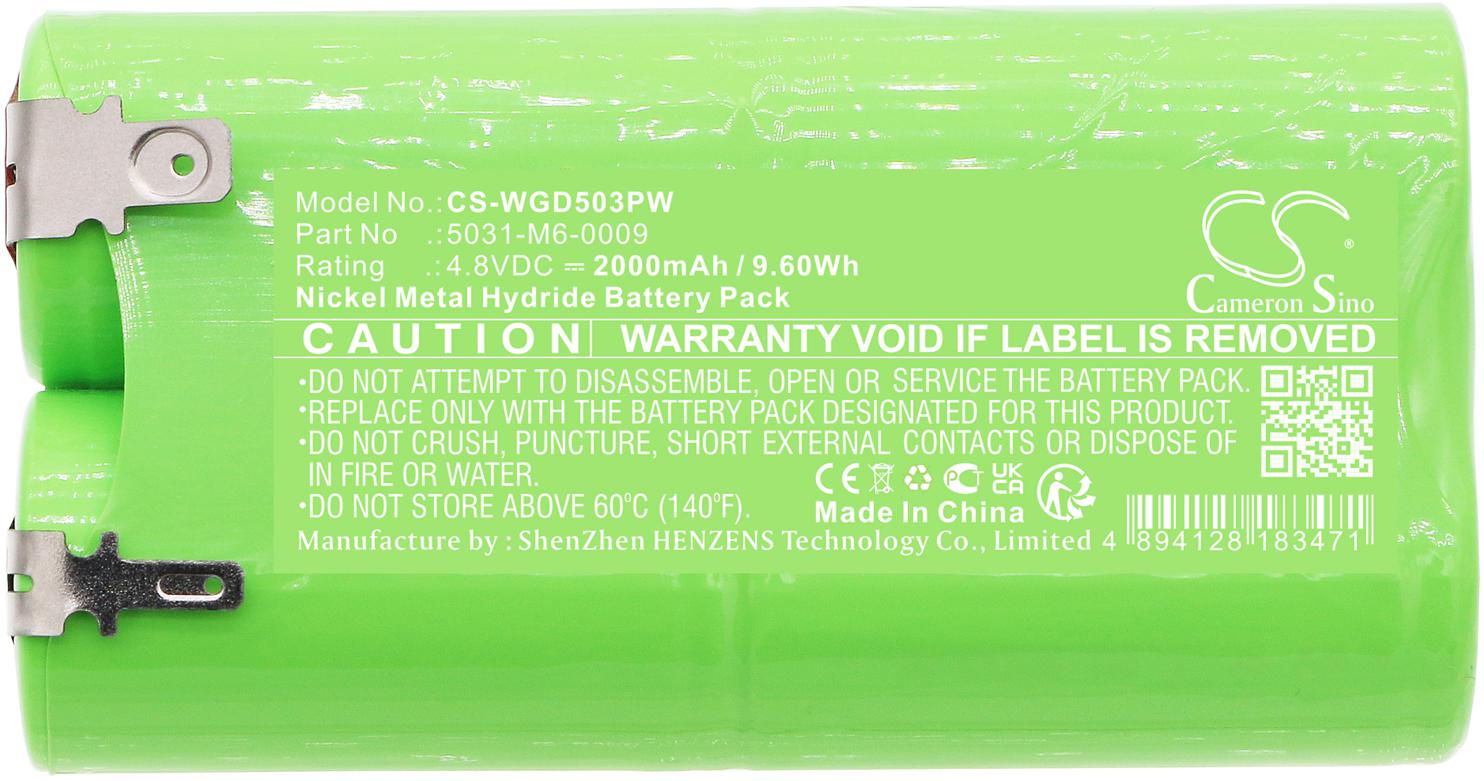 Model No.: CS-WGD503PW
Part No .: 5031-M6-0009
Rating .: 4.8VDC ⎓ 2000mAh / 9.60Wh
Nickel Metal Hydride Battery Pack
CS ®
Cameron Sino
CAUTION | WARRANTY VOID IF LABEL IS REMOVED
•DO NOT ATTEMPT TO DISASSEMBLE, OPEN OR SERVICE THE BATTERY PACK.
•REPLACE ONLY WITH THE BATTERY PACK DESIGNATED FOR THIS PRODUCT.
•DO NOT CRUSH, PUNCTURE, SHORT EXTERNAL CONTACTS OR DISPOSE OF
IN FIRE OR WATER.
•DO NOT STORE ABOVE 60°C (140°F).
CE PCT UKCA
Made In China
Manufacture by : ShenZhen HENZENS Technology Co., Limited
4 894128 183471